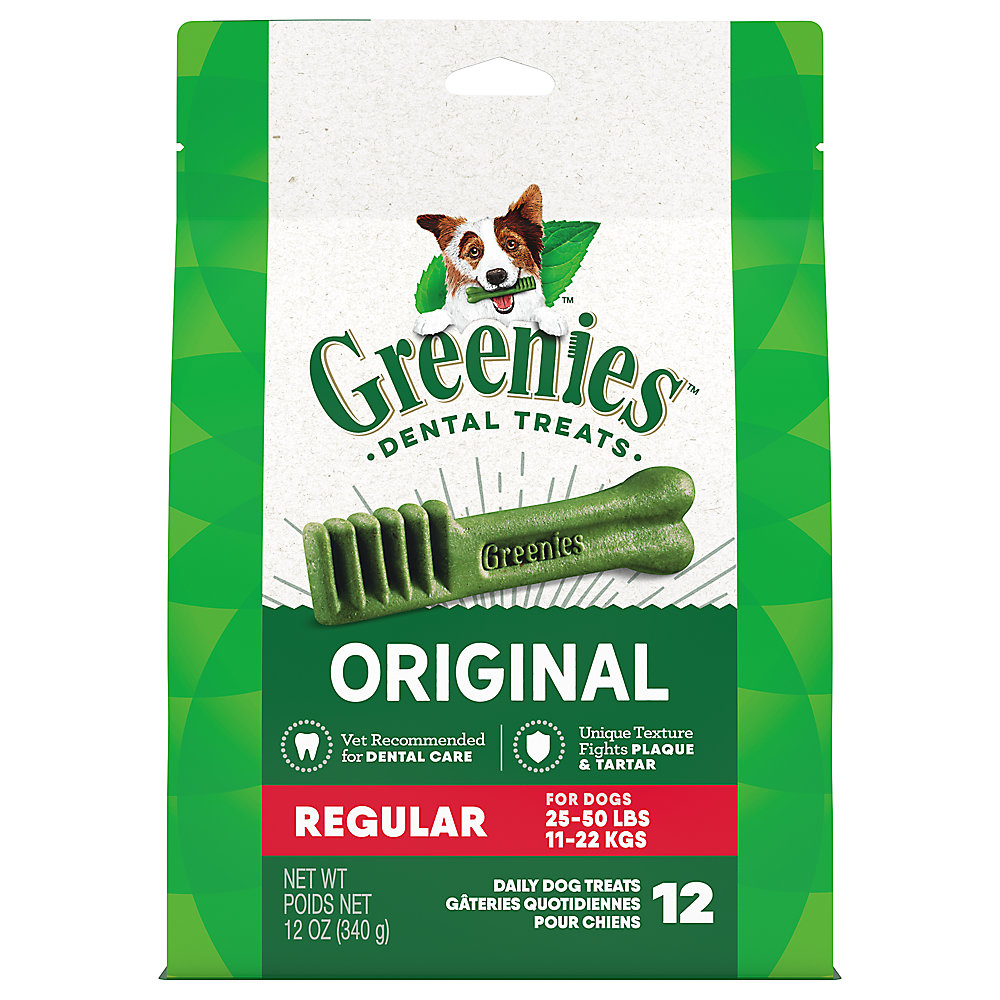 ™
Greenies™
• DENTAL TREATS •
Greenies
ORIGINAL
Vet Recommended
for DENTAL CARE
Unique Texture
Fights PLAQUE
& TARTAR
REGULAR
FOR DOGS
25-50 LBS
11-22 KGS
NET WT
POIDS NET
12 OZ (340 g)
DAILY DOG TREATS
GÂTERIES QUOTIDIENNES
POUR CHIENS
12